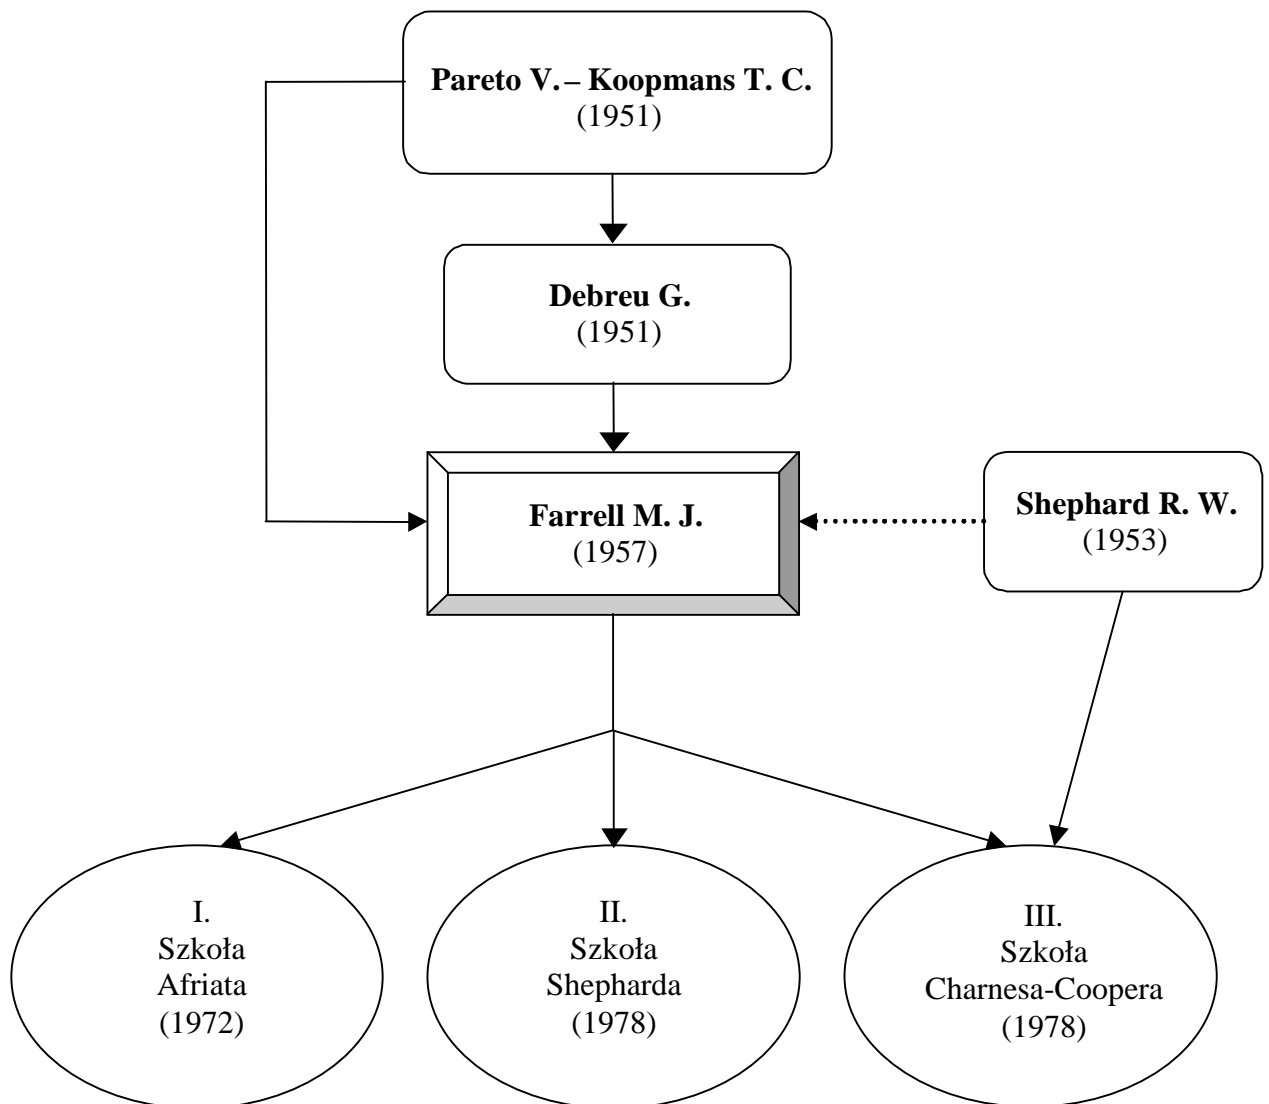 Pareto V. – Koopmans T. C.
(1951)
Debreu G.
(1951)
Farrell M. J.
(1957)
Shephard R. W.
(1953)
I.
Szkoła
Afriata
(1972)
II.
Szkoła
Shepharda
(1978)
III.
Szkoła
Charnesa-Coopera
(1978)